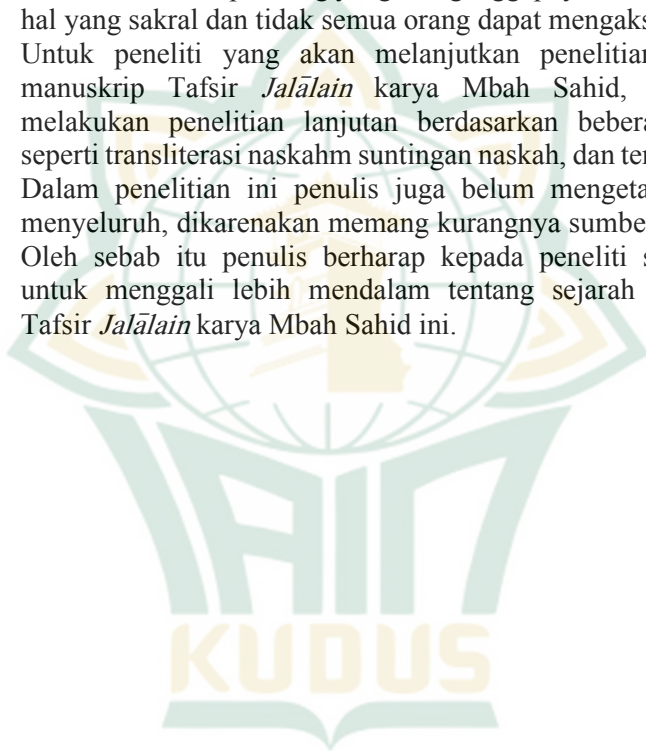 hal yang sakral dan tidak semua orang dapat mengaks
Untuk peneliti yang akan melanjutkan penelitian
manuskrip Tafsir Jalālain karya Mbah Sahid,
melakukan penelitian lanjutan berdasarkan bebera
seperti transliterasi naskahm suntingan naskah, dan ter
Dalam penelitian ini penulis juga belum mengeta
menyeluruh, dikarenakan memang kurangnya sumbe
Oleh sebab itu penulis berharap kepada peneliti s
untuk menggali lebih mendalam tentang sejarah
Tafsir Jalālain karya Mbah Sahid ini.
IAIN
KUDUS